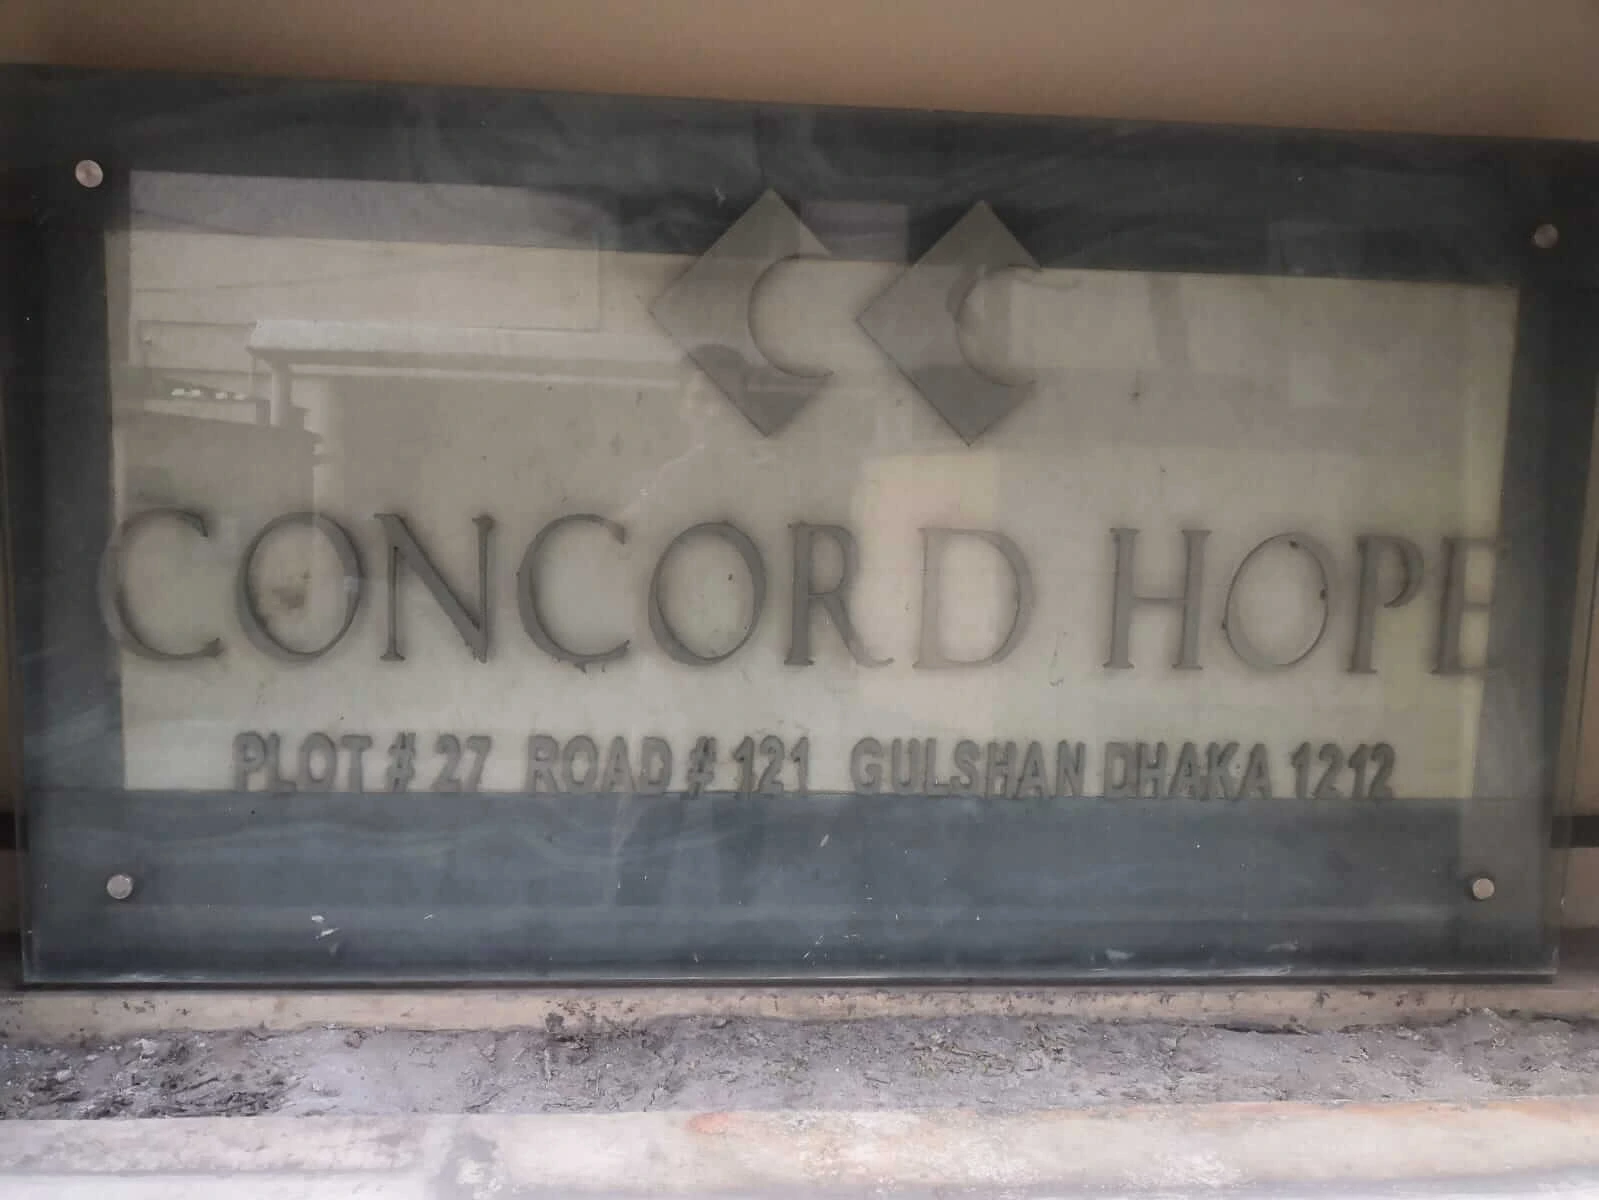 CONCORD HOPE
PLOT # 27 ROAD # 121 GULSHAN DHAKA 1212